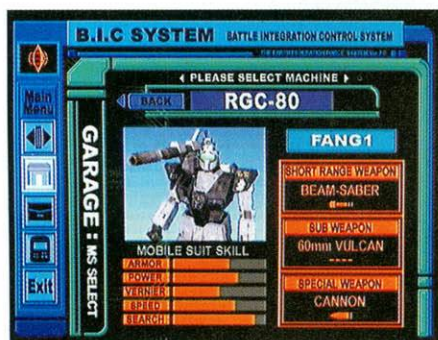 B.I.C SYSTEM BATTLE INTEGRATION CONTROL SYSTEM
PLEASE SELECT MACHINE
BACK
RGC-80
Main
Menu
Exit
GARAGE : MS SELECT
FANG1
SHORT RANGE WEAPON
BEAM-SABER
SUB WEAPON
60mm VULCAN
SPECIAL WEAPON
CANNON
MOBILE SUIT SKILL
ARMOR
POWER
VERNIER
SPEED
SEARCH